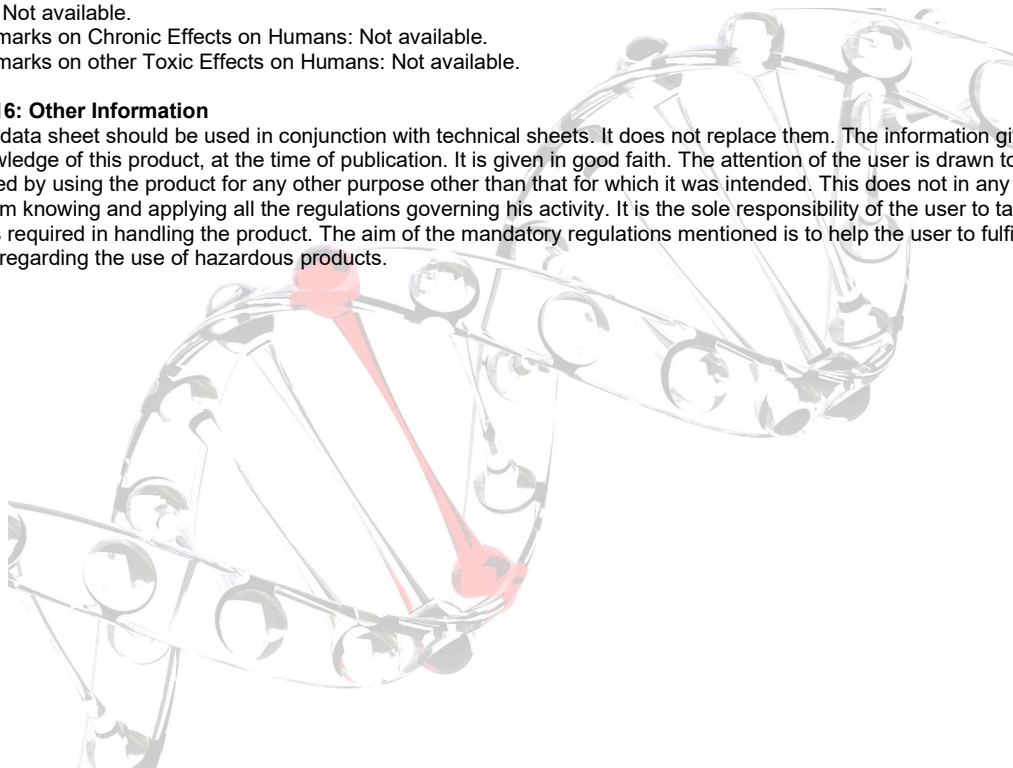 Not available.
marks on Chronic Effects on Humans: Not available.
marks on other Toxic Effects on Humans: Not available.
6: Other Information
data sheet should be used in conjunction with technical sheets. It does not replace them. The information gi
wledge of this product, at the time of publication. It is given in good faith. The attention of the user is drawn to
ed by using the product for any other purpose other than that for which it was intended. This does not in any
m knowing and applying all the regulations governing his activity. It is the sole responsibility of the user to ta
s required in handling the product. The aim of the mandatory regulations mentioned is to help the user to fulfi
regarding the use of hazardous products.